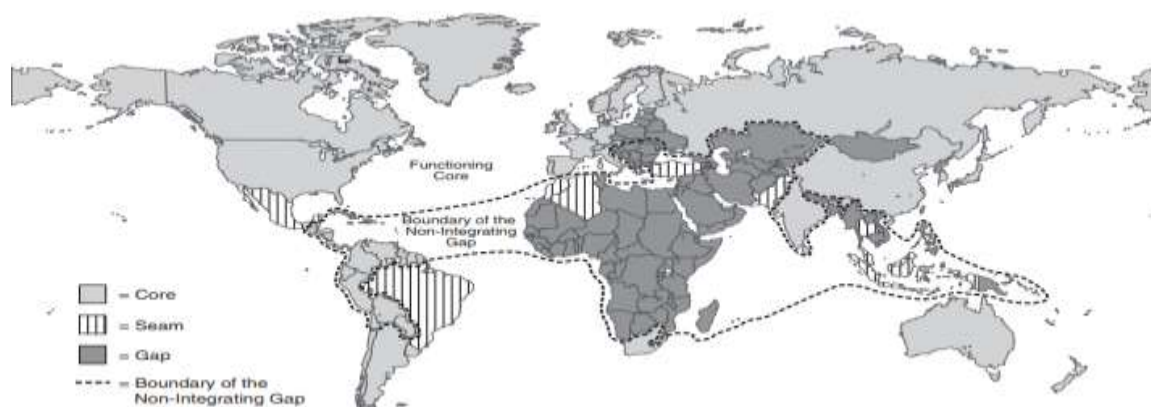 Functioning
Core
Boundary of the
Non-Integrating
Gap
= Core
= Seam
= Gap
= Boundary of the
Non-Integrating Gap